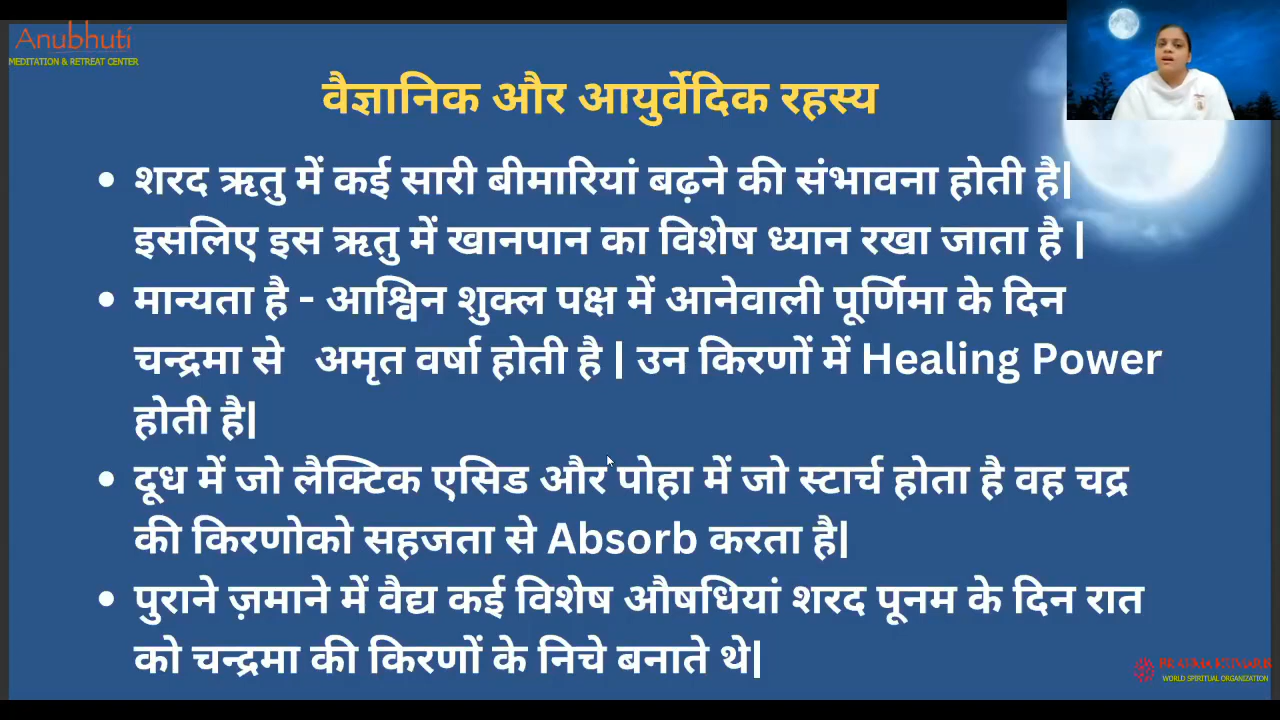 Anubhuti
MEDITATION & RETREAT CENTER
वैज्ञानिक और आयुर्वेदिक रहस्य
• शरद ऋतु में कई सारी बीमारियां बढ़ने की संभावना होती है|
इसलिए इस ऋतु में खानपान का विशेष ध्यान रखा जाता है |
• मान्यता है - आश्विन शुक्ल पक्ष में आनेवाली पूर्णिमा के दिन
चन्द्रमा से अमृत वर्षा होती है | उन किरणों में Healing Power
होती है|
• दूध में जो लैक्टिक एसिड और पोहा में जो स्टार्च होता है वह चद्र
की किरणोको सहजता से Absorb करता है|
• पुराने ज़माने में वैद्य कई विशेष औषधियां शरद पूनम के दिन रात
को चन्द्रमा की किरणों के निचे बनाते थे|
BRAHMA KUMARIS
WORLD SPIRITUAL ORGANIZATION